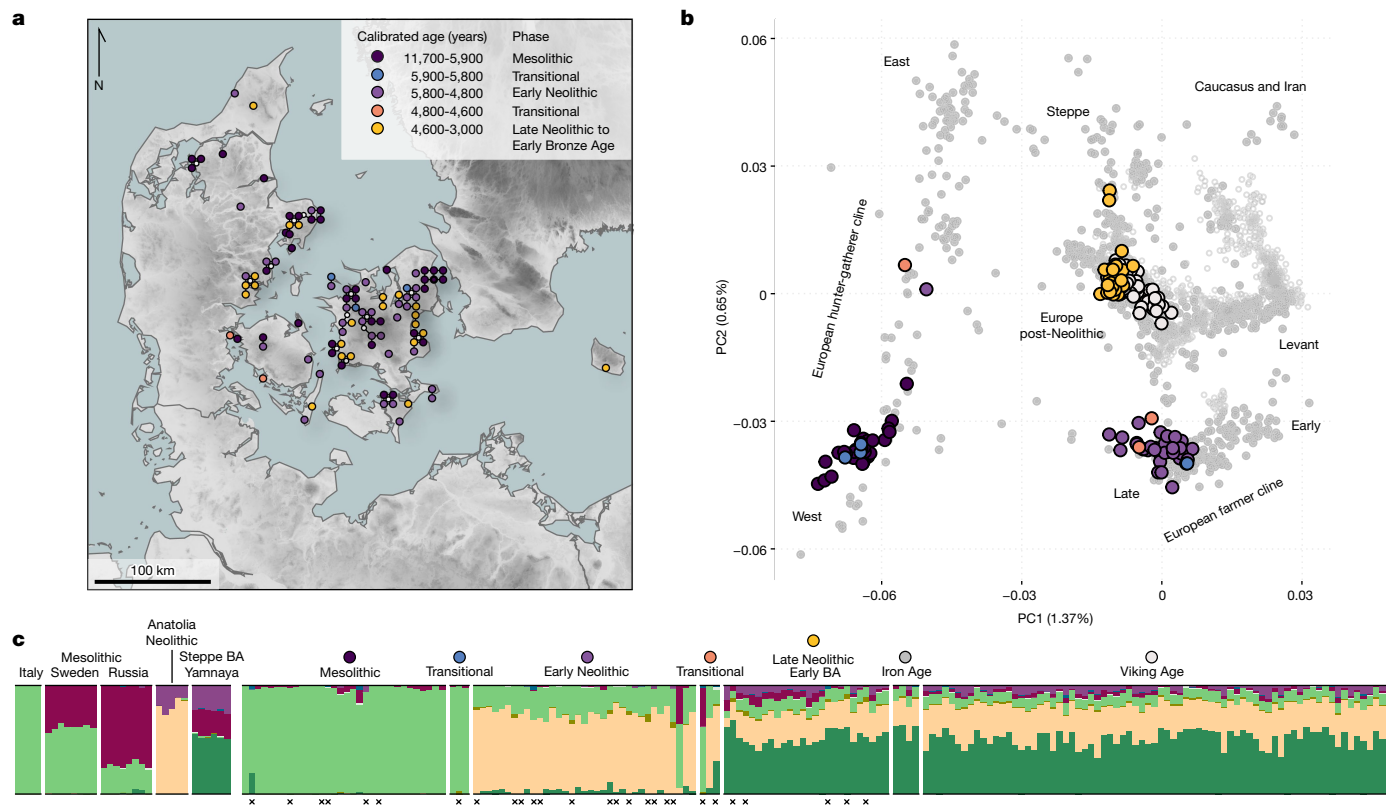 a
N
Calibrated age (years) Phase
11,700-5,900 Mesolithic
5,900-5,800 Transitional
5,800-4,800 Early Neolithic
4,800-4,600 Transitional
4,600-3,000 Late Neolithic to
Early Bronze Age
100 km
b
0.06
0.03
0
−0.03
−0.06
PC2 (0.65%)
East
Steppe
Caucasus and Iran
European hunter-gatherer cline
Europe
post-Neolithic
Levant
Early
Late
West
European farmer cline
−0.06 −0.03 0 0.03
PC1 (1.37%)
c
Anatolia
Neolithic
Mesolithic
Steppe BA
Italy Sweden Russia Yamnaya
Mesolithic
Transitional
Early Neolithic
Transitional
Late Neolithic
Early BA
Iron Age
Viking Age
× × ×× × × × × ×× ×× × ×× × ×× ×× × × × × × × ×